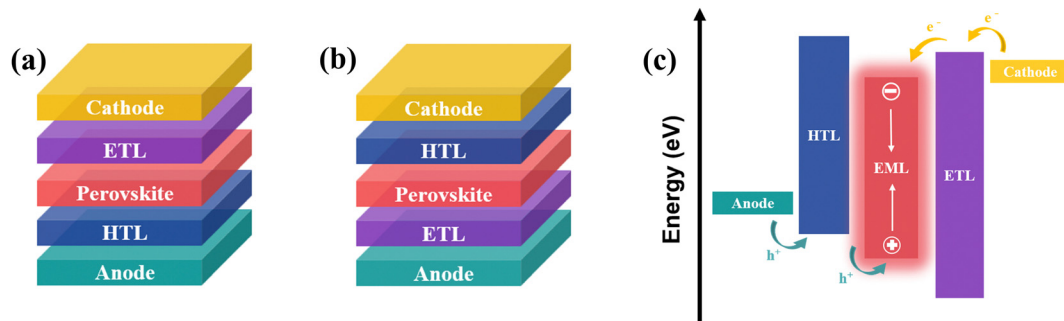 (a)
Cathode
ETL
Perovskite
HTL
Anode
(b)
Cathode
HTL
Perovskite
ETL
Anode
(c)
Energy (eV)
Anode
h⁺
HTL
h⁺
EML
e⁻
ETL
e⁻
Cathode